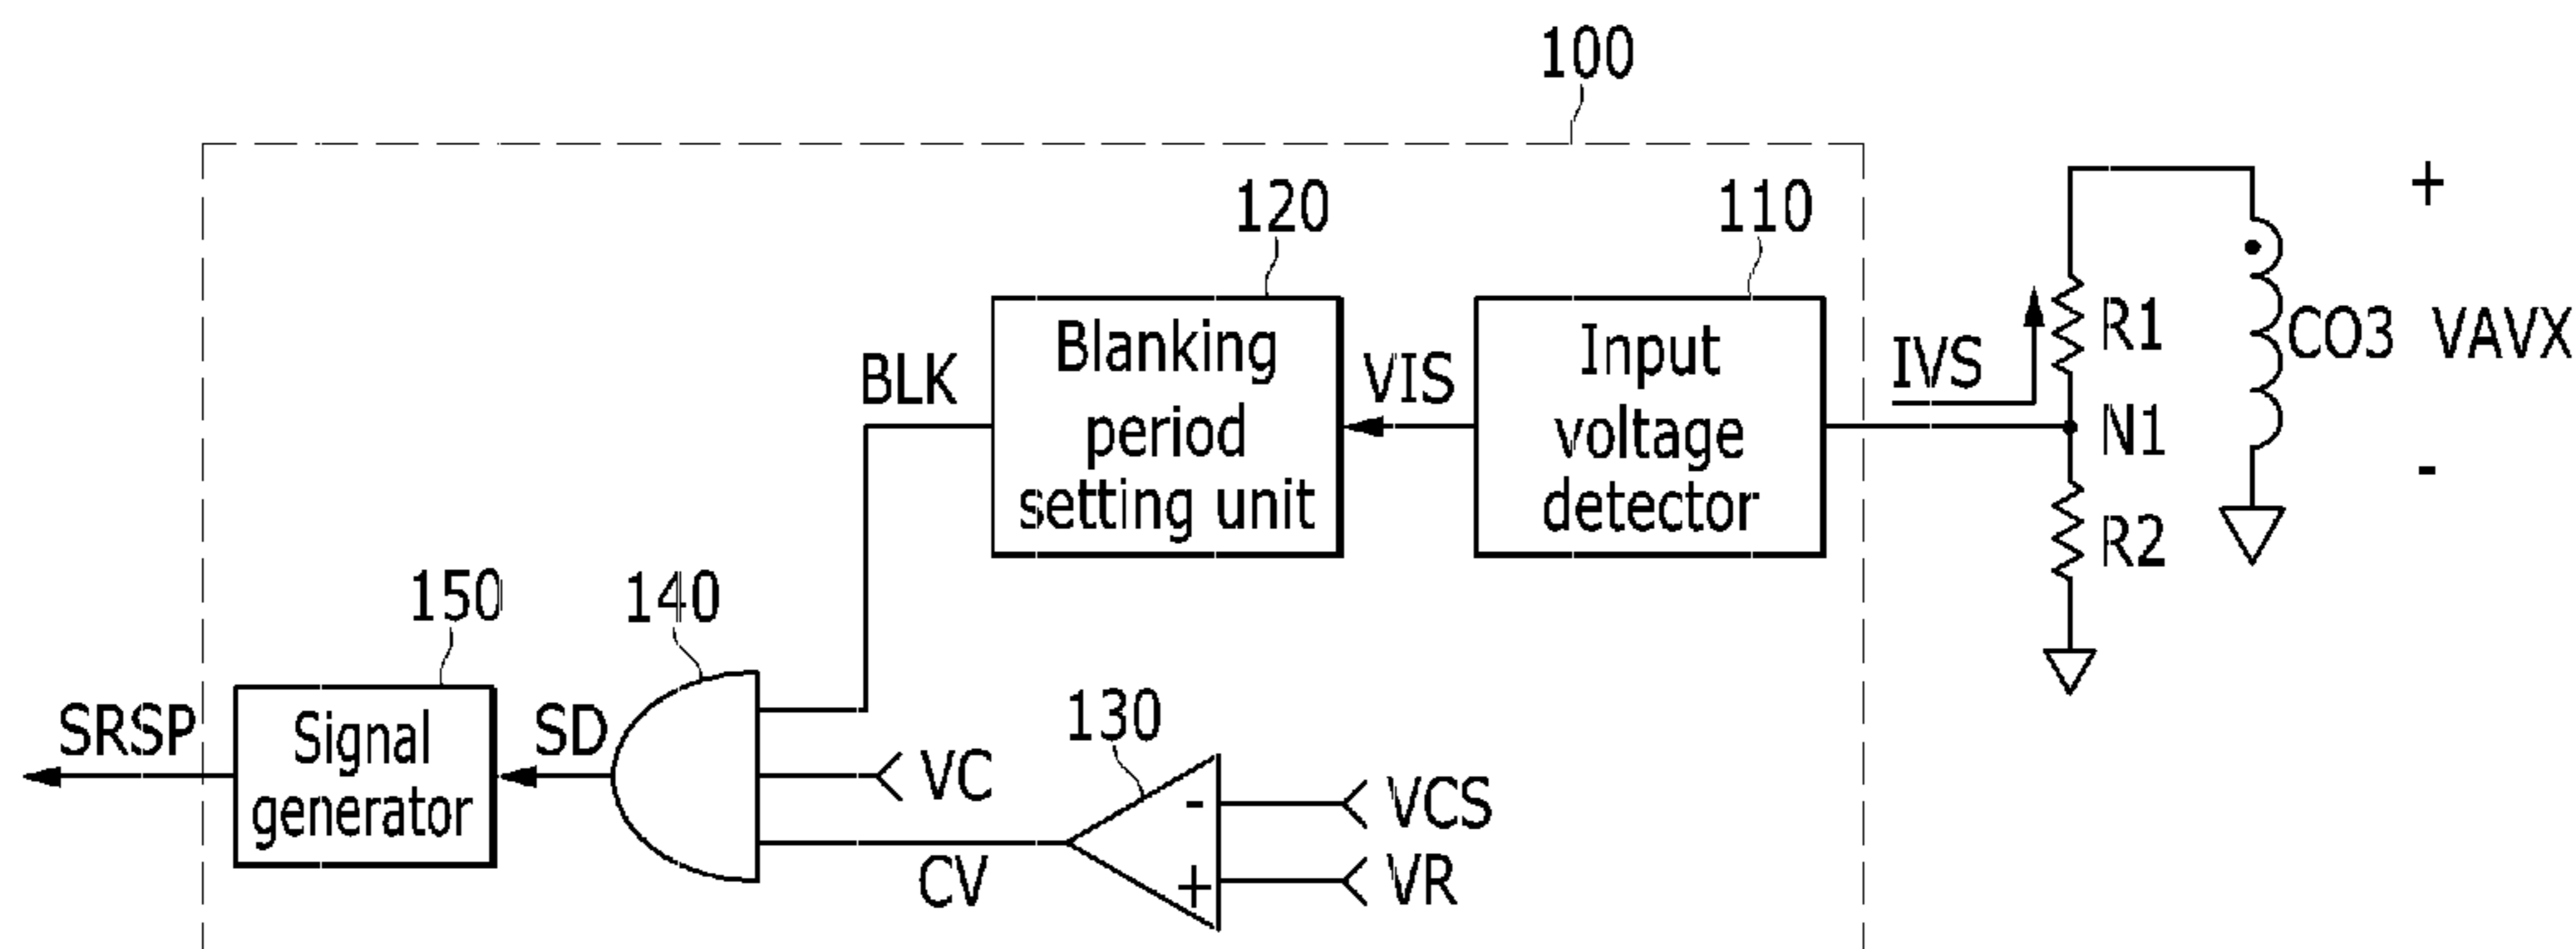 100
120
110
+
Blanking
period
setting unit
Input
voltage
detector
BLK
VIS
IVS
R1
CO3
VAVX
N1
-
R2
150
140
130
SRSP
Signal
generator
SD
VC
-
VCS
CV
+
VR